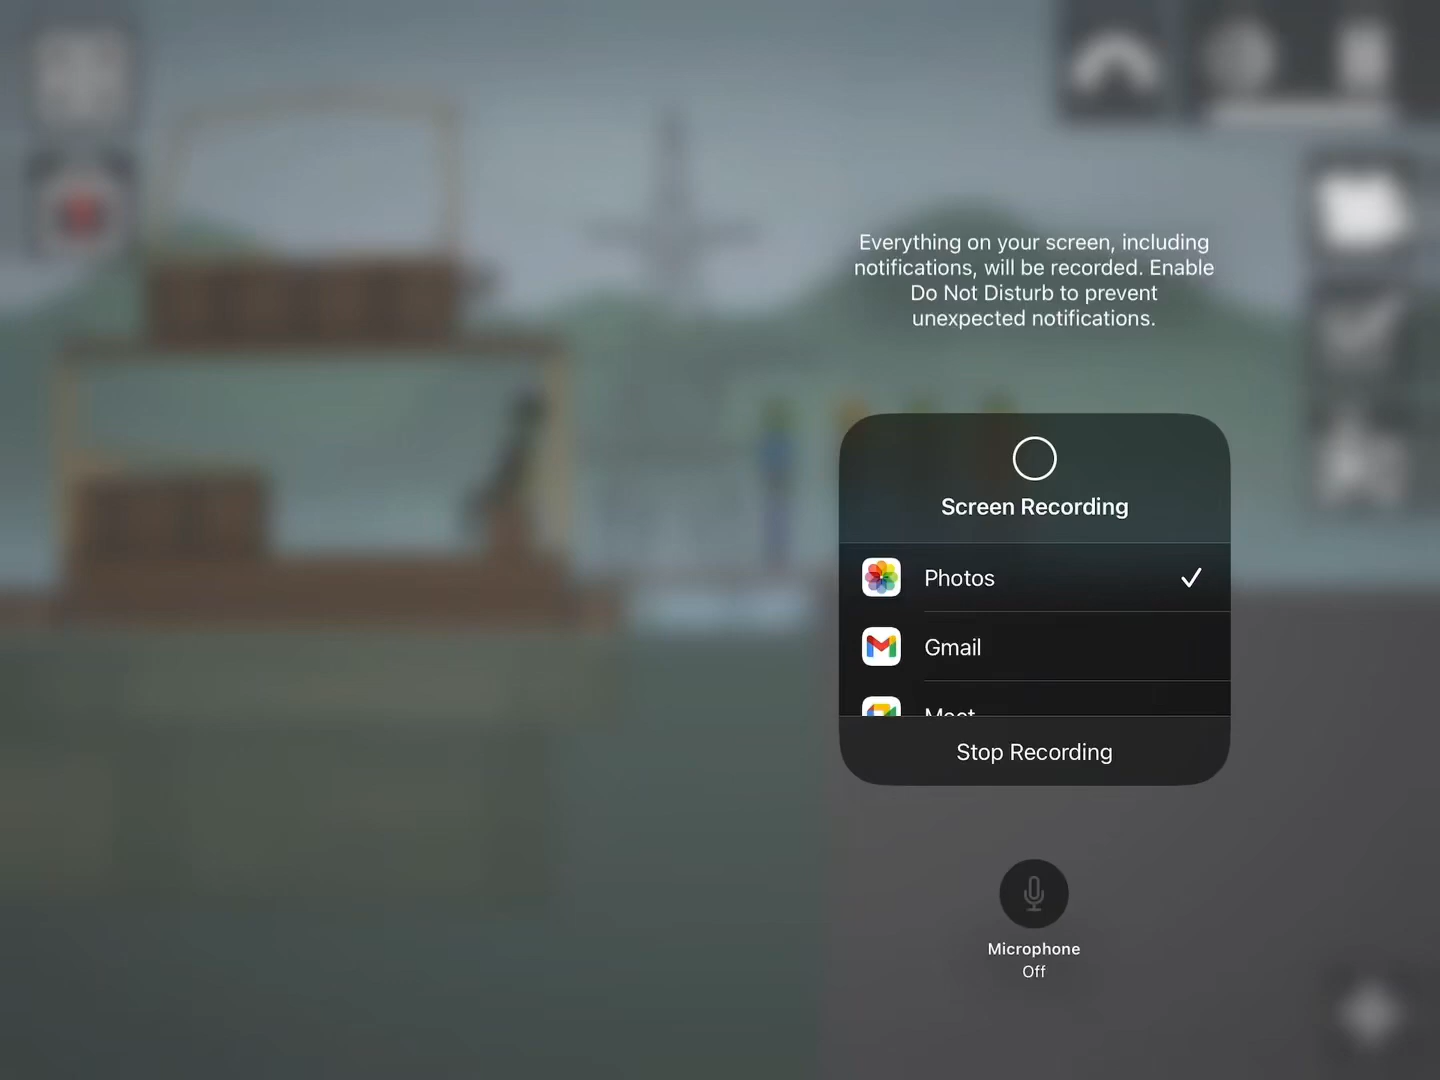 Everything on your screen, including
notifications, will be recorded. Enable
Do Not Disturb to prevent
unexpected notifications.
Screen Recording
Photos
Gmail
Meet
Stop Recording
Microphone
Off